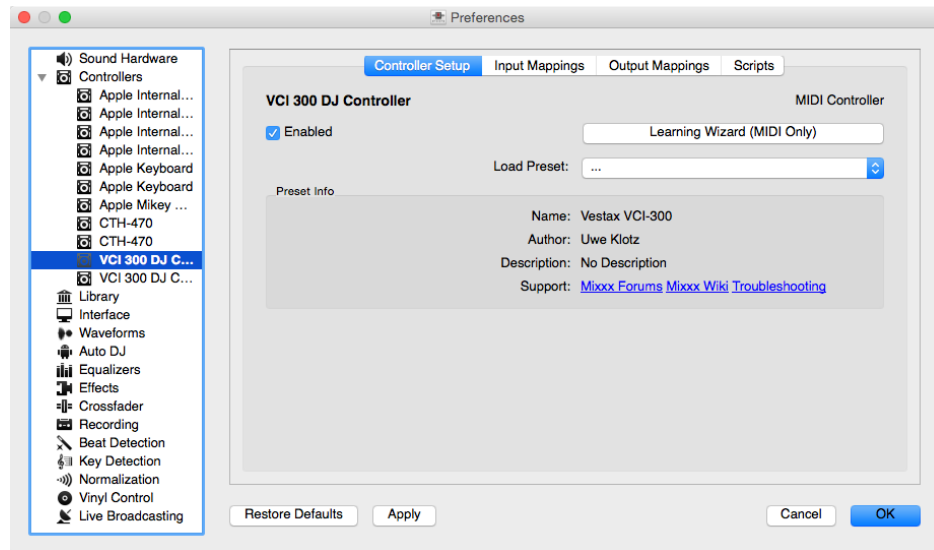 Preferences
Sound Hardware
Controllers
Apple Internal...
Apple Internal...
Apple Internal...
Apple Internal...
Apple Keyboard
Apple Keyboard
Apple Mikey ...
CTH-470
CTH-470
VCI 300 DJ C...
VCI 300 DJ C...
Library
Interface
Waveforms
Auto DJ
Equalizers
Effects
Crossfader
Recording
Beat Detection
Key Detection
Normalization
Vinyl Control
Live Broadcasting
Controller Setup Input Mappings Output Mappings Scripts
VCI 300 DJ Controller MIDI Controller
Enabled Learning Wizard (MIDI Only)
Load Preset: ...
Preset Info
Name: Vestax VCI-300
Author: Uwe Klotz
Description: No Description
Support: Mixxx Forums Mixxx Wiki Troubleshooting
Restore Defaults Apply Cancel OK